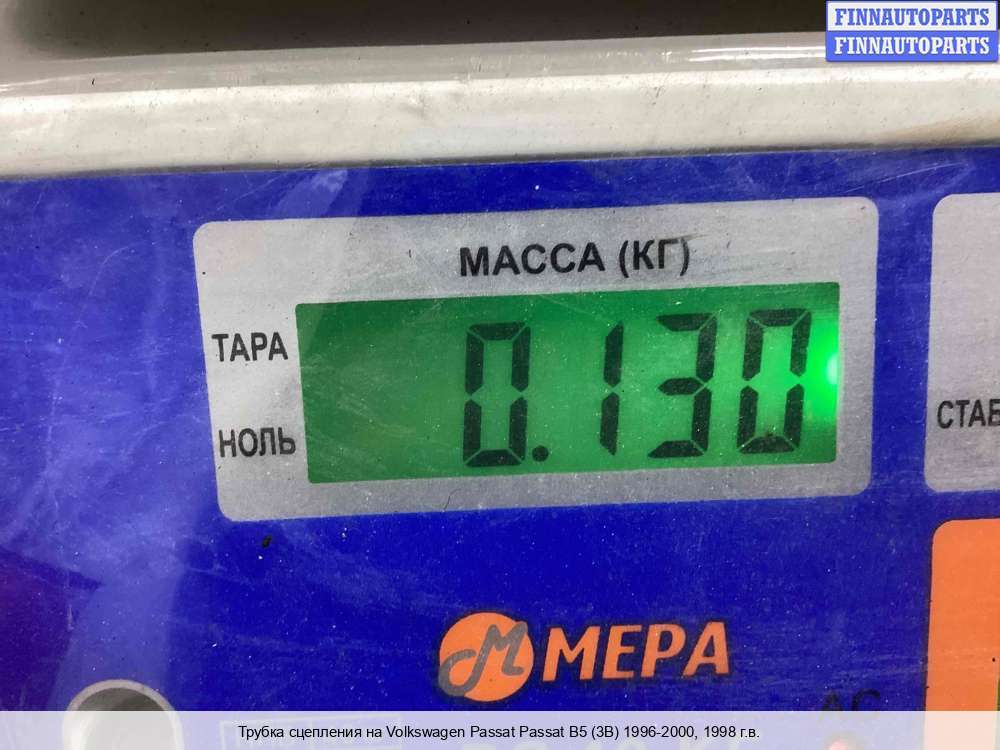 FINNAUTOPARTS
FINNAUTOPARTS
МАССА (КГ)
ТАРА
0.130
НОЛЬ
СТАБ
МЕРА
AC
Трубка сцепления на Volkswagen Passat Passat B5 (3B) 1996-2000, 1998 г.в.